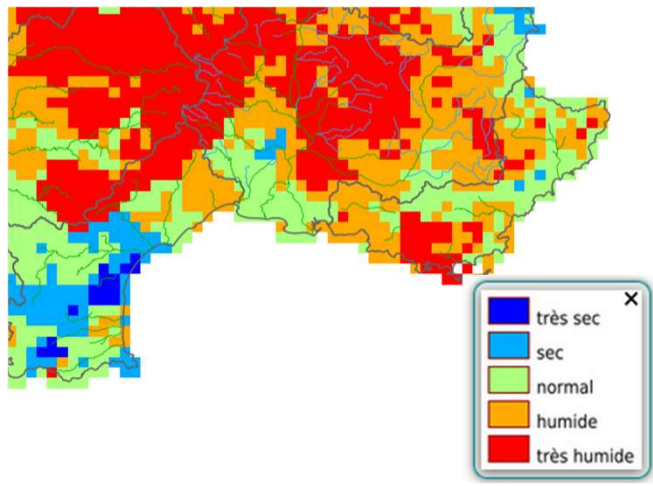 très sec
sec
normal
humide
très humide